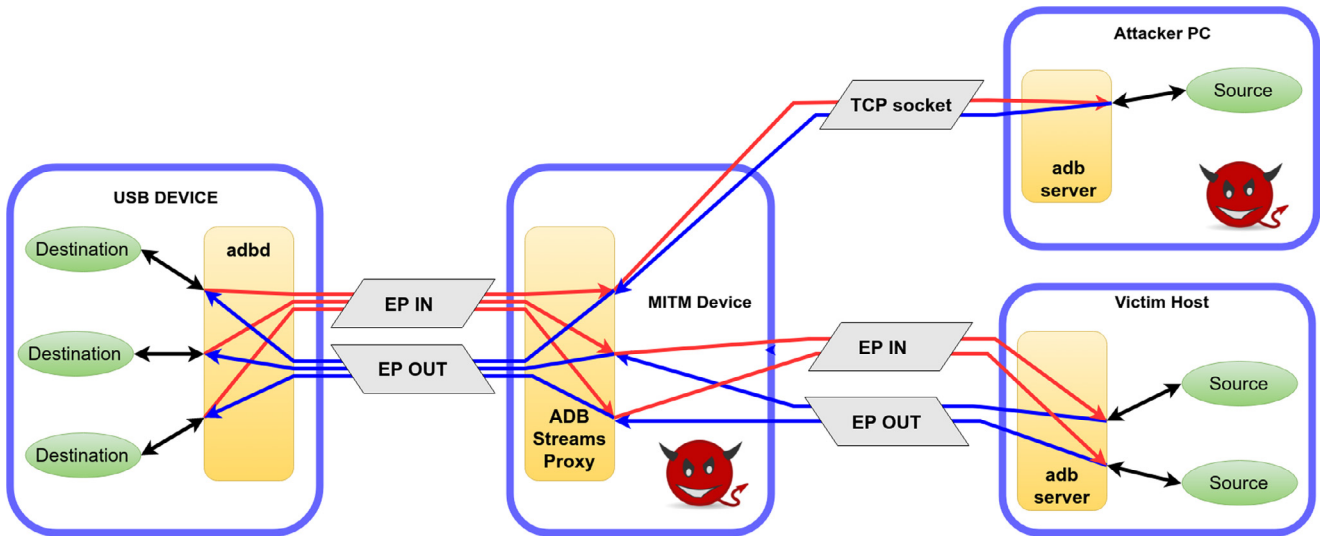 USB DEVICE
Destination
Destination
Destination
adbd
EP IN
EP OUT
MITM Device
ADB
Streams
Proxy
TCP socket
Attacker PC
adb
server
Source
EP IN
EP OUT
Victim Host
adb
server
Source
Source